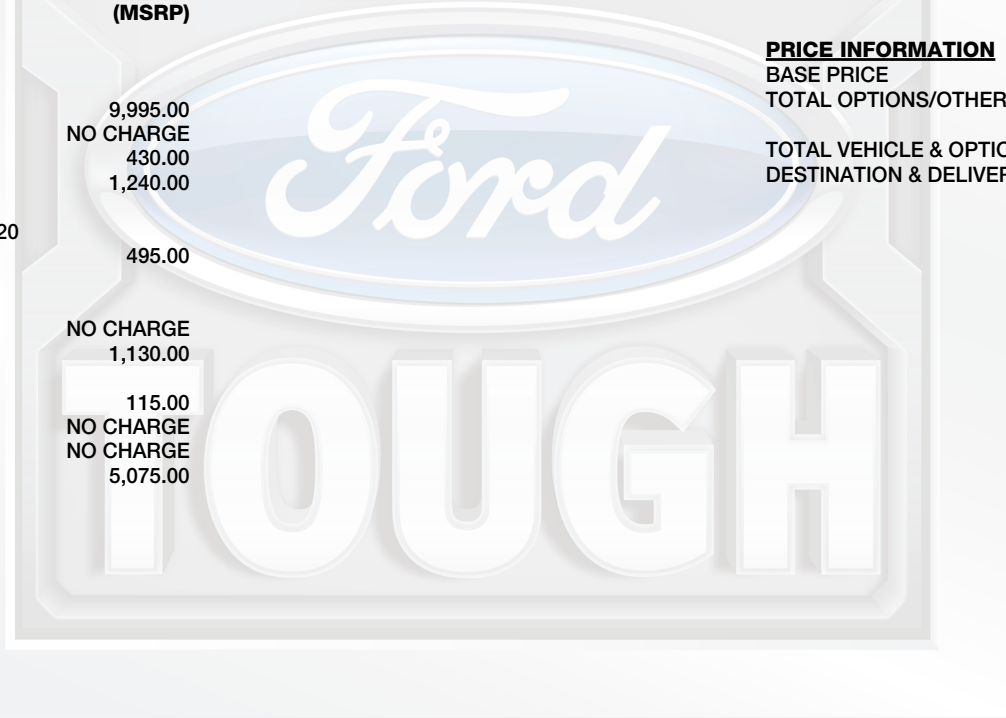 (MSRP)
9,995.00
NO CHARGE
430.00
1,240.00
20
495.00
NO CHARGE
1,130.00
115.00
NO CHARGE
NO CHARGE
5,075.00
PRICE INFORMATION
BASE PRICE
TOTAL OPTIONS/OTHER
TOTAL VEHICLE & OPTIO
DESTINATION & DELIVER
Ford
TOUGH